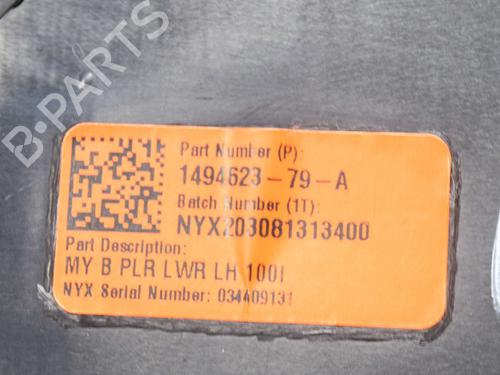 B-PARTS
Part Number (P):
1494623-79-A
Batch Number (1T):
NYX203081313400
Part Description:
MY B PLR LWR LH 100I
NYX Serial Number: 034409131